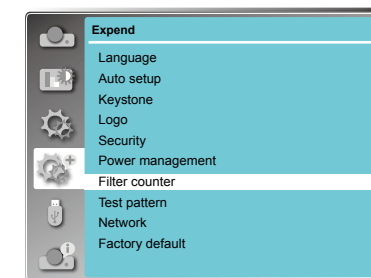 Expend
Language
Auto setup
Keystone
Logo
Security
Power management
Filter counter
Test pattern
Network
Factory default